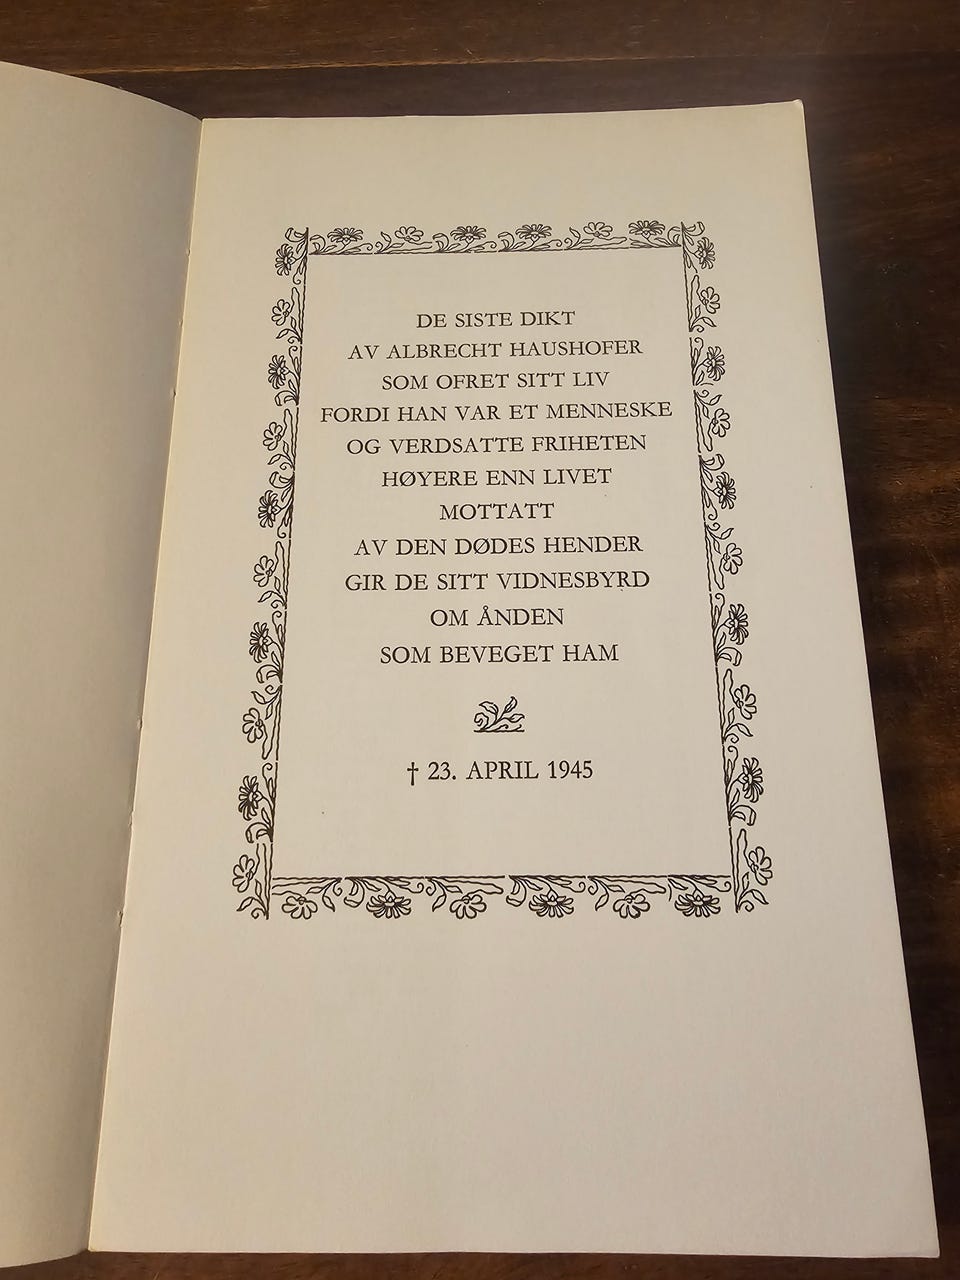 DE SISTE DIKT
AV ALBRECHT HAUSHOFER
SOM OFRET SITT LIV
FORDI HAN VAR ET MENNESKE
OG VERDSATTE FRIHETEN
HØYERE ENN LIVET
MOTTATT
AV DEN DØDES HENDER
GIR DE SITT VIDNESBYRD
OM ÅNDEN
SOM BEVEGET HAM
† 23. APRIL 1945